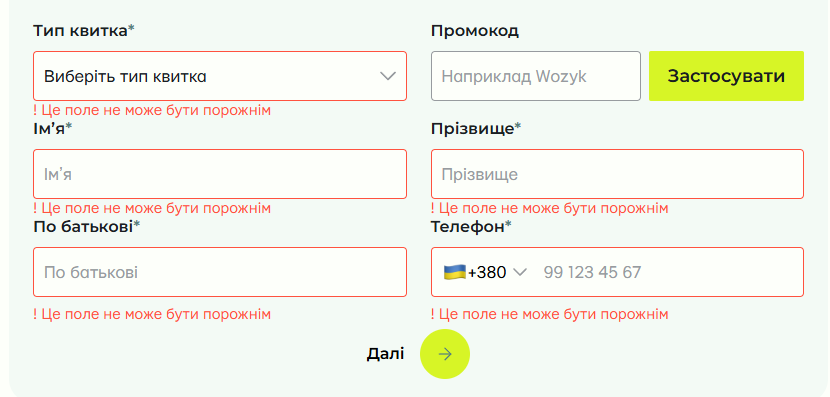 Тип квитка*
Промокод
Виберіть тип квитка
Наприклад Wozyk
Застосувати
! Це поле не може бути порожнім
Ім'я*
Прізвище*
Ім'я
Прізвище
! Це поле не може бути порожнім
! Це поле не може бути порожнім
По батькові*
Телефон*
По батькові
+380 99 123 45 67
! Це поле не може бути порожнім
! Це поле не може бути порожнім
Далі